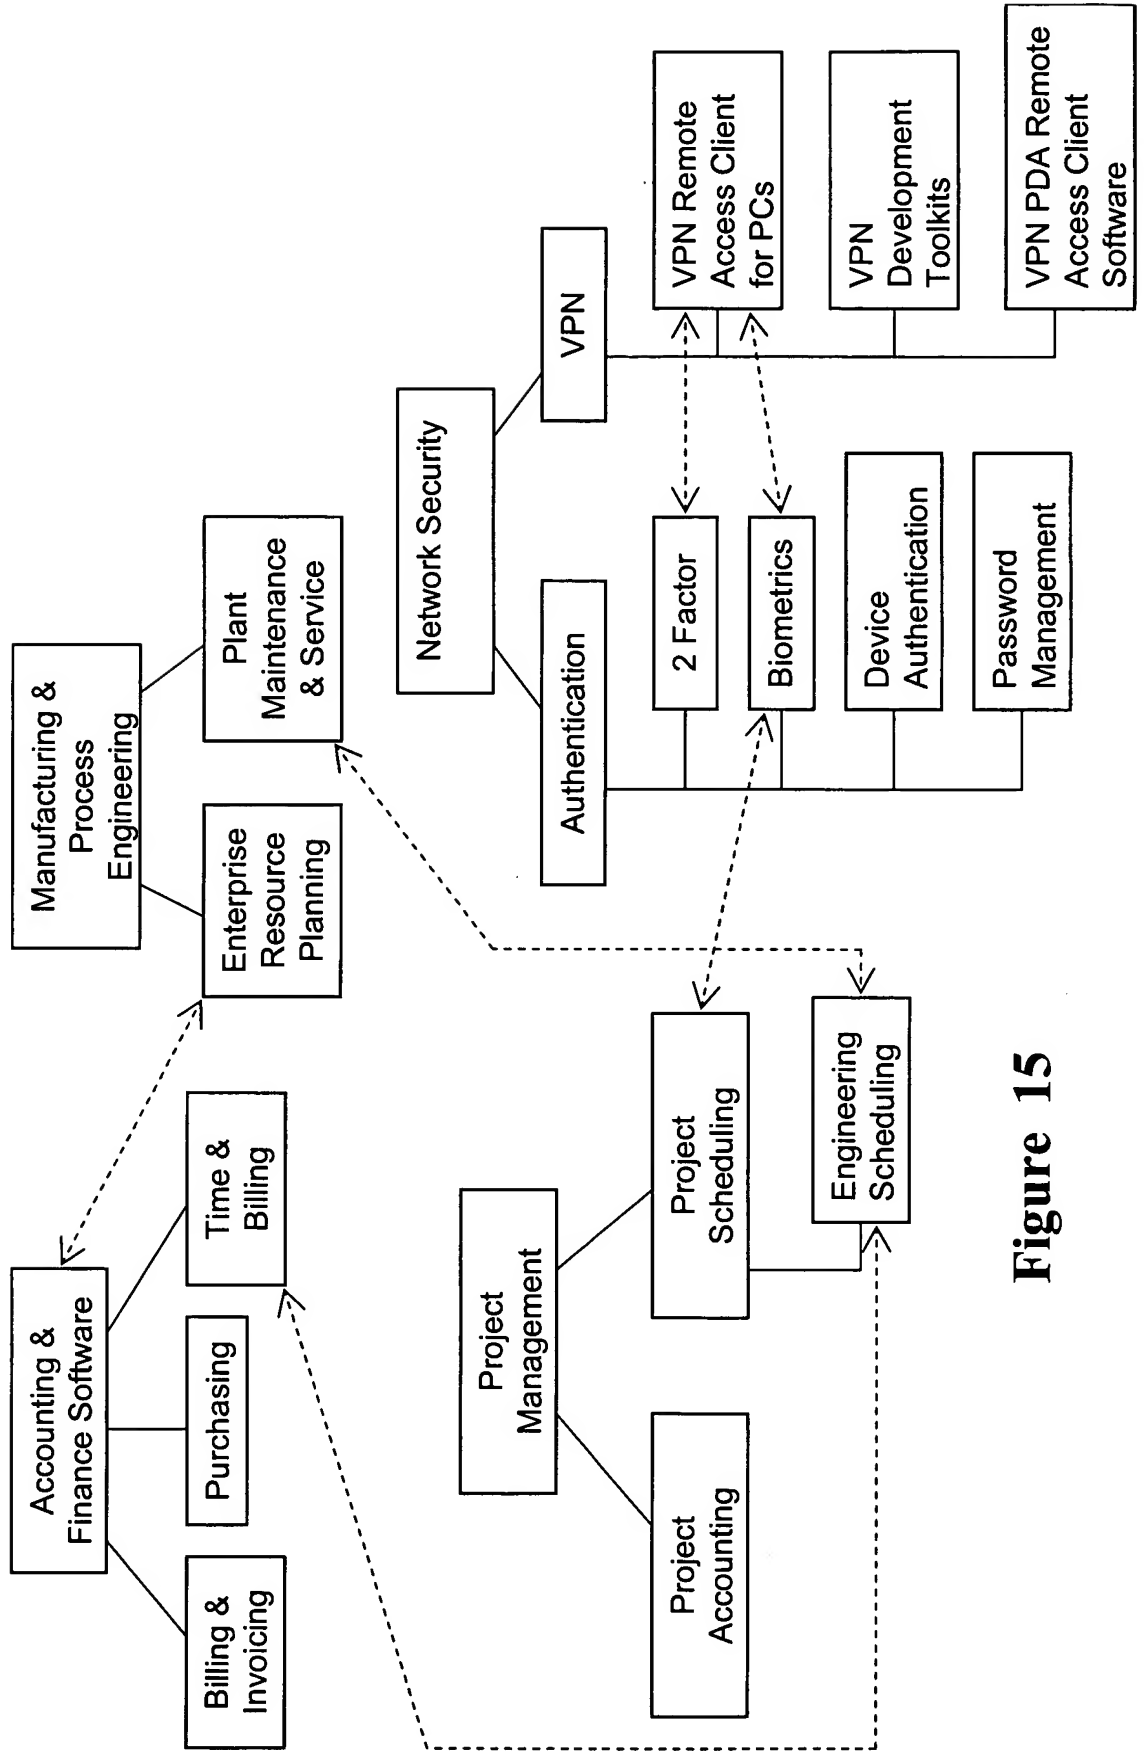 Accounting &
Finance Software
Billing &
Invoicing
Purchasing
Time &
Billing
Manufacturing &
Process
Engineering
Enterprise
Resource
Planning
Plant
Maintenance
& Service
Project
Management
Project
Accounting
Project
Scheduling
Engineering
Scheduling
Network Security
Authentication
2 Factor
Biometrics
Device
Authentication
Password
Management
VPN
VPN Remote
Access Client
for PCs
VPN
Development
Toolkits
VPN PDA Remote
Access Client
Software
Figure 15